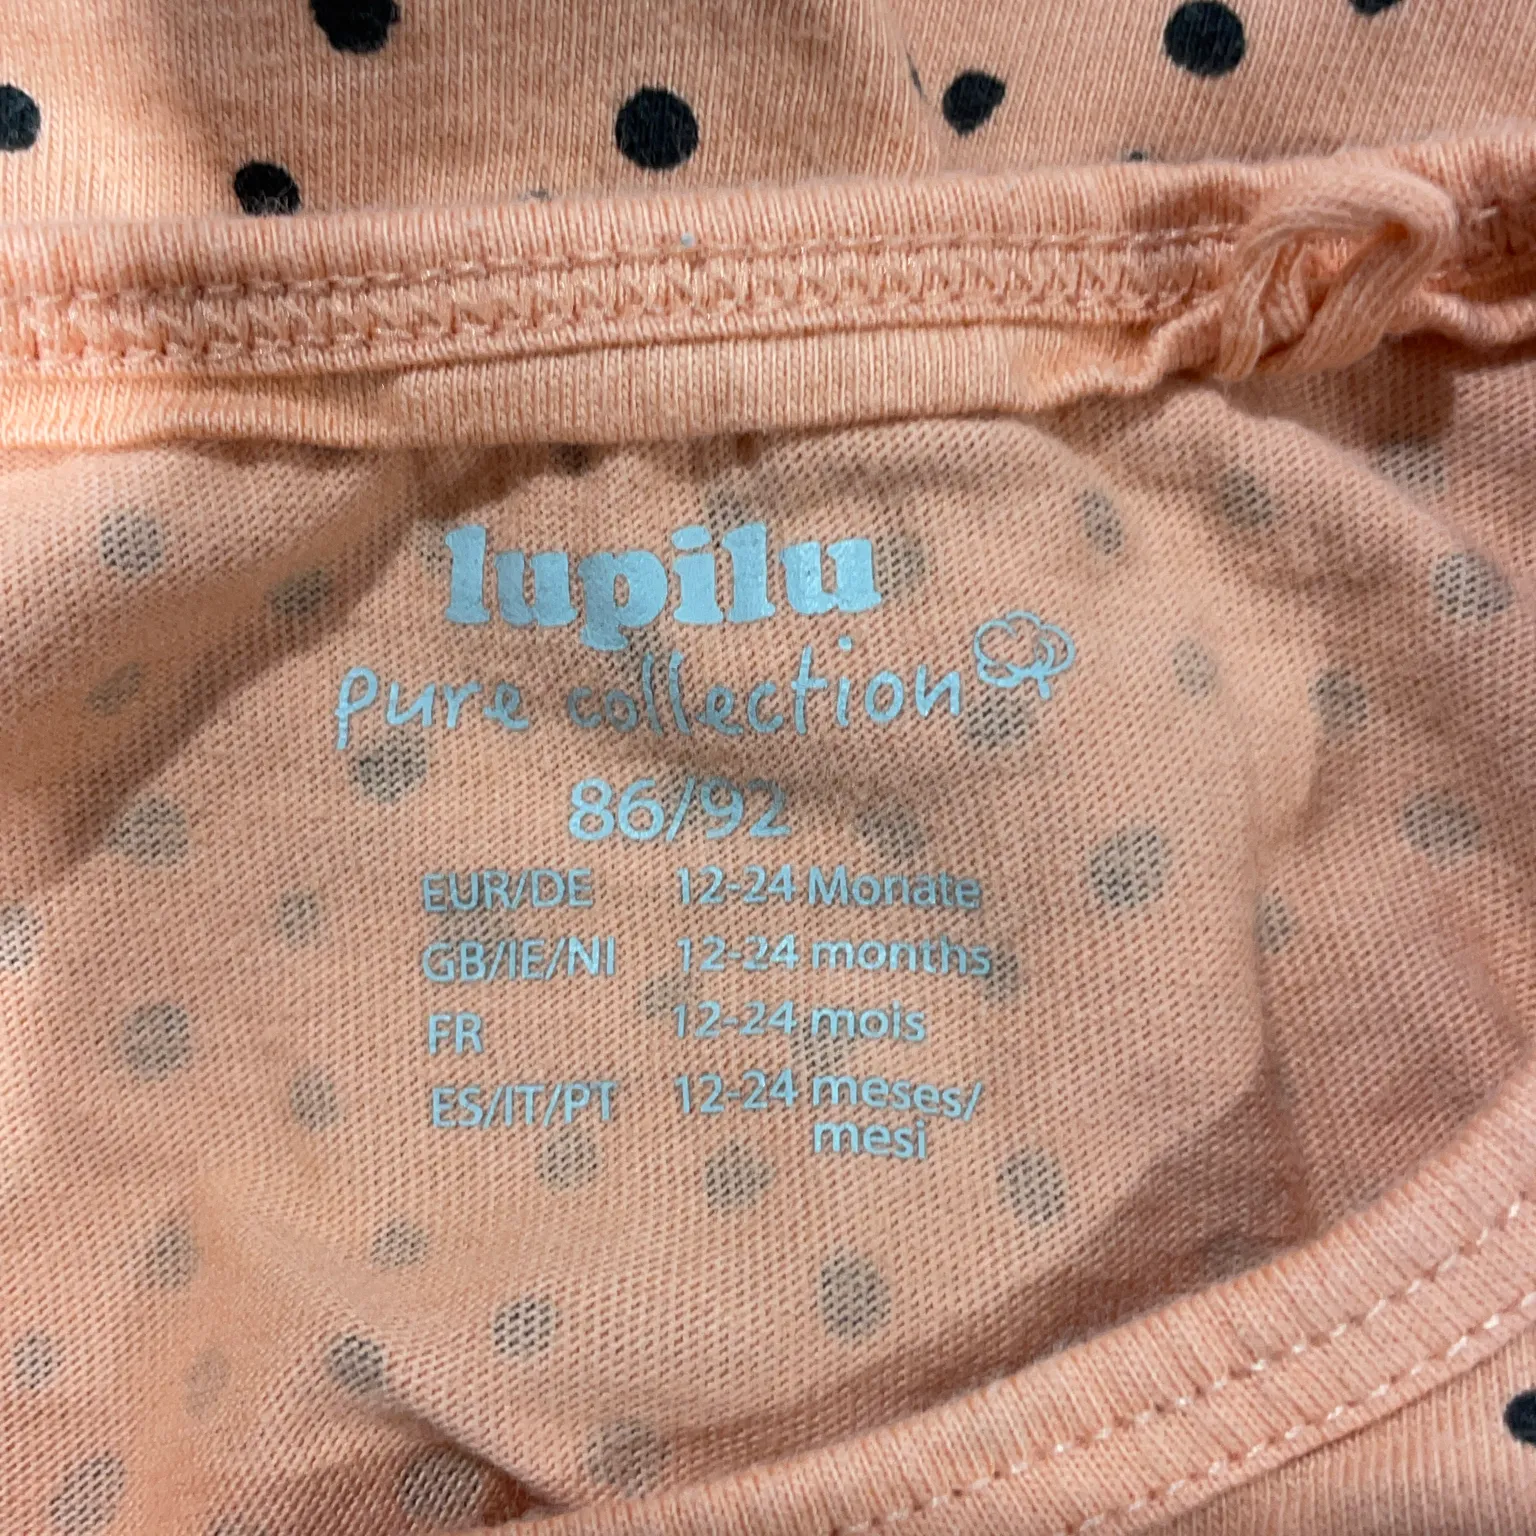 lupilu
pure collection
86/92
EUR/DE 12-24 Monate
GB/IE/NI 12-24 months
FR 12-24 mois
ES/IT/PT 12-24 meses/
mesi